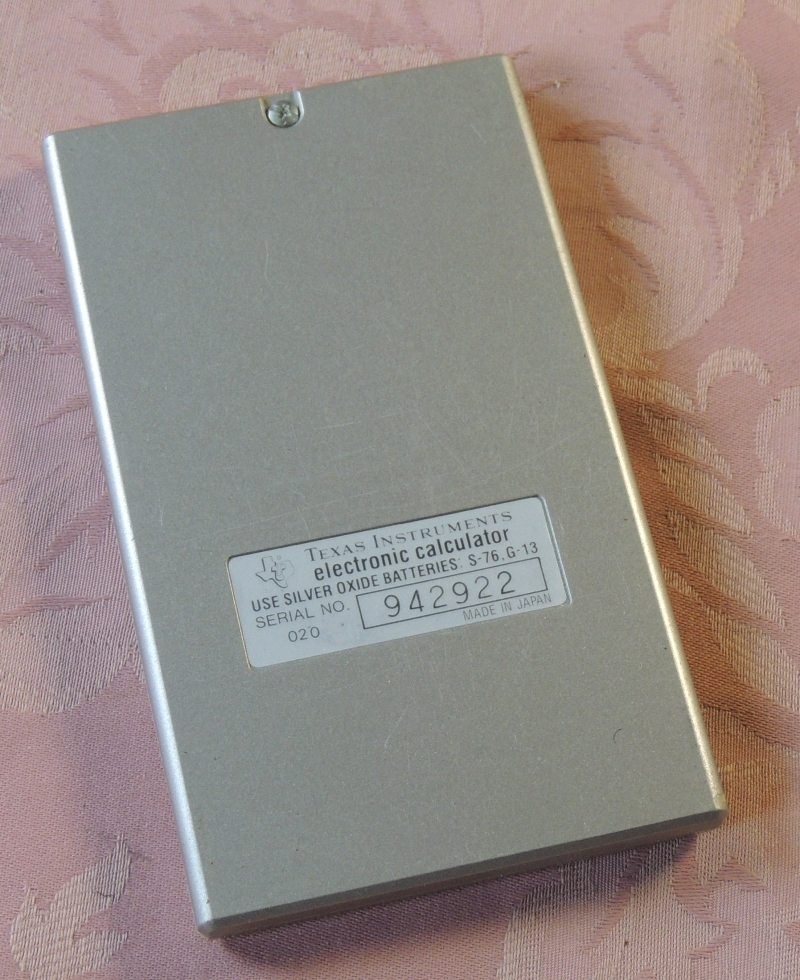 TEXAS INSTRUMENTS
electronic calculator
USE SILVER OXIDE BATTERIES: S-76,G-13
SERIAL NO. 942922
020 MADE IN JAPAN